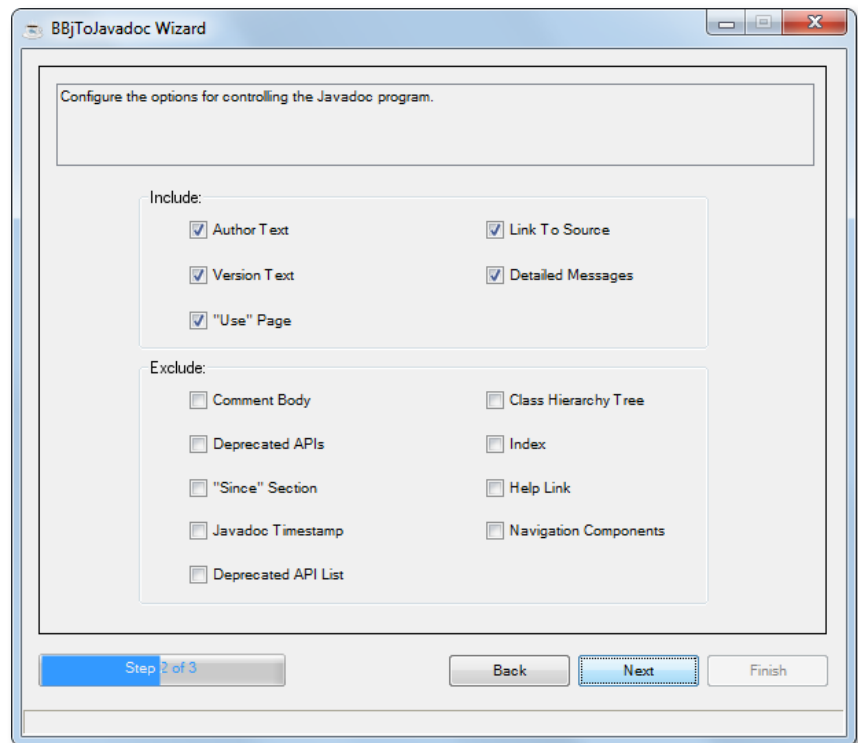 BBjToJavadoc Wizard
Configure the options for controlling the Javadoc program.
Include:
Author Text
Link To Source
Version Text
Detailed Messages
"Use" Page
Exclude:
Comment Body
Class Hierarchy Tree
Deprecated APIs
Index
"Since" Section
Help Link
Javadoc Timestamp
Navigation Components
Deprecated API List
Step 2 of 3
Back
Next
Finish